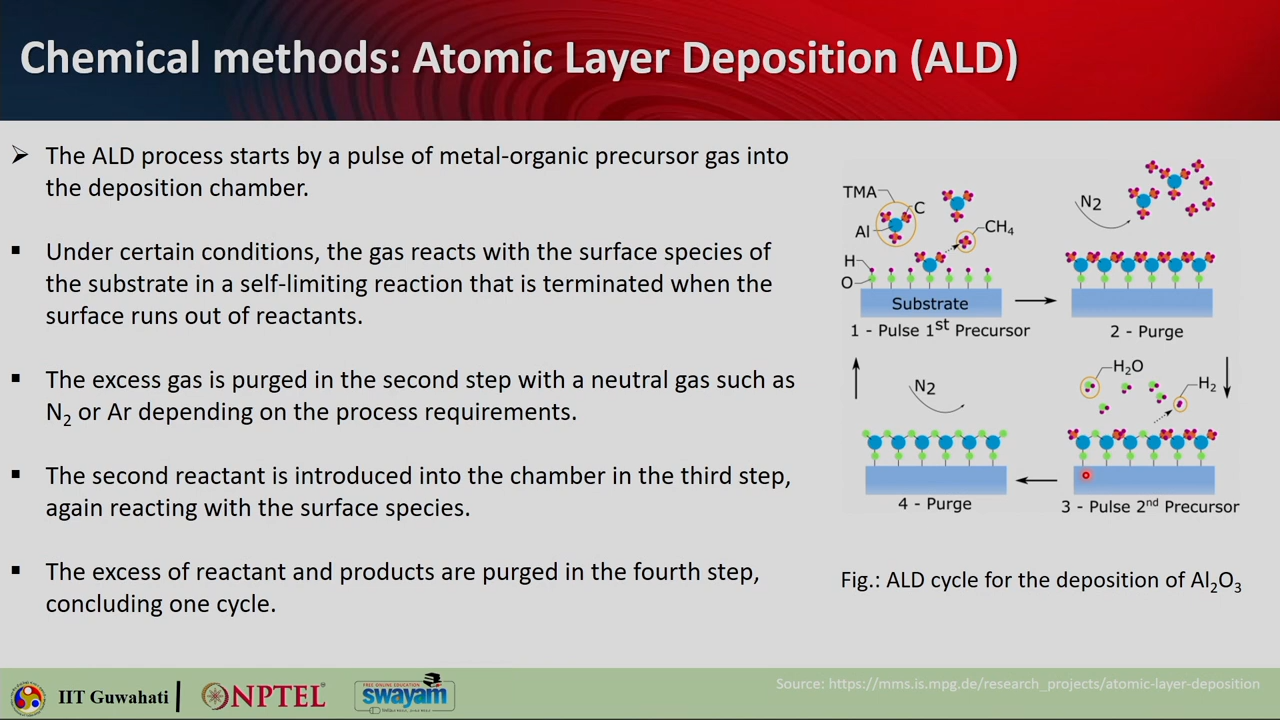 Chemical methods: Atomic Layer Deposition (ALD)
➢ The ALD process starts by a pulse of metal-organic precursor gas into
the deposition chamber.
▪ Under certain conditions, the gas reacts with the surface species of
the substrate in a self-limiting reaction that is terminated when the
surface runs out of reactants.
▪ The excess gas is purged in the second step with a neutral gas such as
N₂ or Ar depending on the process requirements.
▪ The second reactant is introduced into the chamber in the third step,
again reacting with the surface species.
▪ The excess of reactant and products are purged in the fourth step,
concluding one cycle.
TMA
C
Al
CH₄
H
O
Substrate
1 - Pulse 1st Precursor
N2
2 - Purge
H₂O
H₂
3 - Pulse 2nd Precursor
N2
4 - Purge
Fig.: ALD cycle for the deposition of Al₂O₃
IIT Guwahati
NPTEL
FREE ONLINE EDUCATION
swayam
Source: https://mms.is.mpg.de/research_projects/atomic-layer-deposition